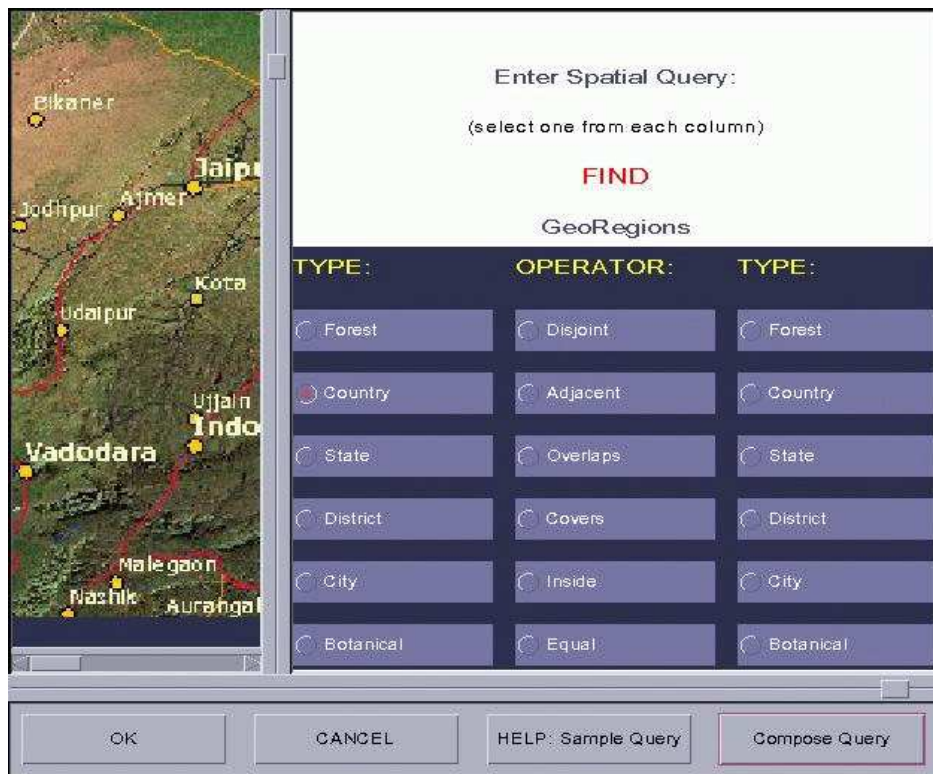 Bikaner
Jaipu
Ajmer
Jodhpur
Kota
Udaipur
Ujjain
Indo
Vadodara
Malegaon
Nashik
Aurangal
Enter Spatial Query:
(select one from each column)
FIND
GeoRegions
TYPE: OPERATOR: TYPE:
Forest Disjoint Forest
Country Adjacent Country
State Overlaps State
District Covers District
City Inside City
Botanical Equal Botanical
OK CANCEL HELP: Sample Query Compose Query